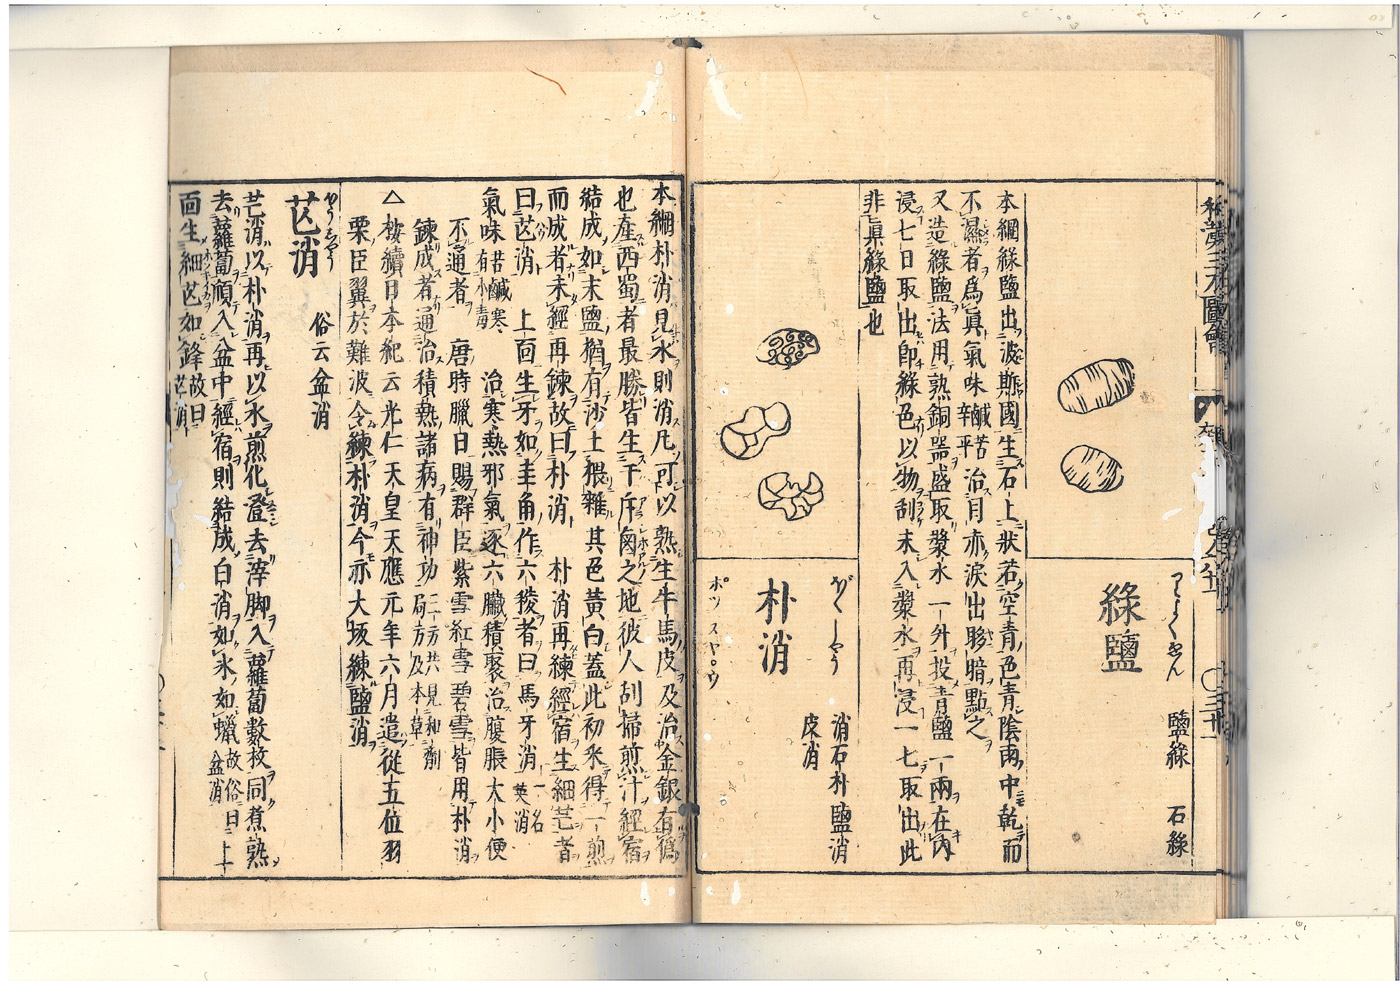 和漢三才圖會
りよくゑん
綠鹽
鹽綠 石綠
本綱綠鹽出波斯國生石上狀若空青色青陰雨中乾而
不濕者爲眞氣味鹹苦辛平治目赤淚出眵暗點之
又造綠鹽法用熟銅器盛取漿水一外投青鹽一兩在内
浸七日取出即綠色以物刮末入漿水再浸一七取出此
非眞綠鹽也
ぼくしやう
朴消
ポツスヤ○ウ
消石朴 鹽消
皮消
本綱朴消見水則消凡可以熟生牛馬皮及治金銀有僞
也産西蜀者最勝皆生于斥鹵之地彼人刮掃煎汁經宿
結成如末鹽猶有沙土猥雜其色黃白蓋此初釆得一煎
而成者未經再鍊故曰朴消 朴消再練經宿生細芒者
曰芒消 上面生牙如圭角作六稜者曰馬牙消 一名英消
氣味 苦鹹寒有小毒 治寒熱邪氣逐六臟積聚治腹脹大小便
不通者 唐時臘日賜群臣紫雪紅雪碧雪皆用朴消
鍊成者通治積熱諸病有神功 二方共見和劑局方及本草
△ 按續日本紀云光仁天皇天應元年六月遣從五位羽
栗臣翼於難波令練朴消今亦大坂練鹽消
ばうしやう
芒消
俗云盆消
芒消以朴消再以水煎化澄去滓脚入蘿蔔數枚同煮熟
去蘿蔔傾入盆中經宿則結成白消如氷如蠟 故俗曰盆消 上
面生細芒如鋒 故曰芒消